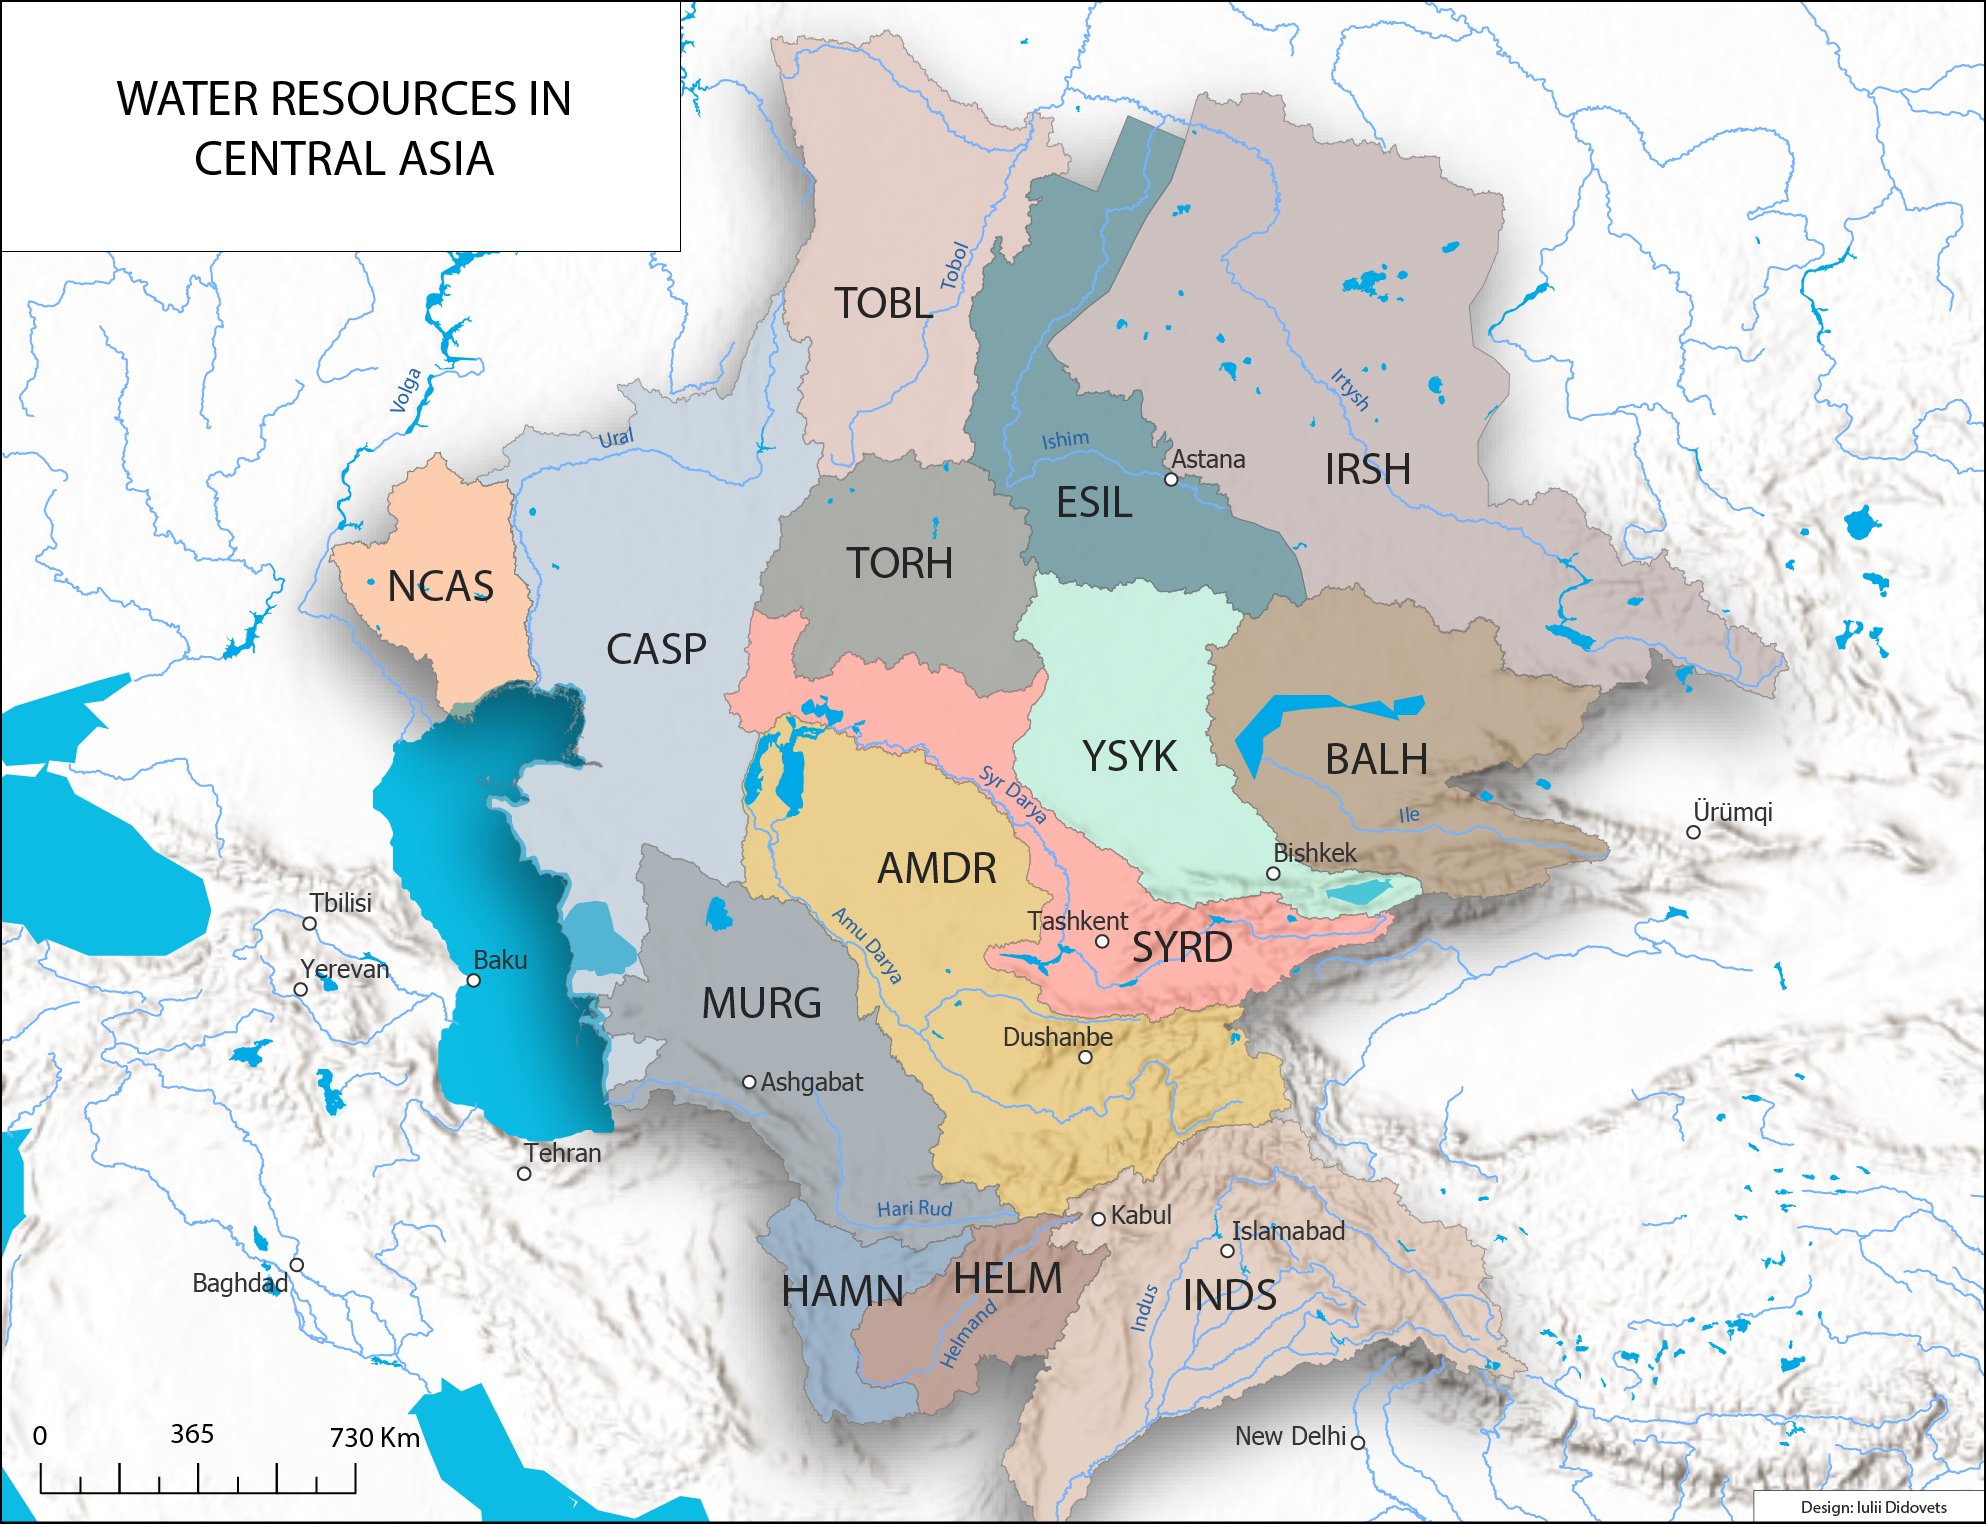 WATER RESOURCES IN
CENTRAL ASIA
TOBL
Tobol
Volga
Ural
Irtysh
Ishim
Astana
IRSH
ESIL
TORH
NCAS
CASP
YSYK
BALH
Syr Darya
Ile
Ürümqi
Bishkek
AMDR
Tbilisi
Amu Darya
Tashkent
SYRD
Baku
Yerevan
MURG
Dushanbe
Ashgabat
Tehran
Hari Rud
Kabul
Islamabad
Baghdad
HAMN
HELM
INDS
Indus
Helmand
New Delhi
0 365 730 Km
Design: Iulii Didovets